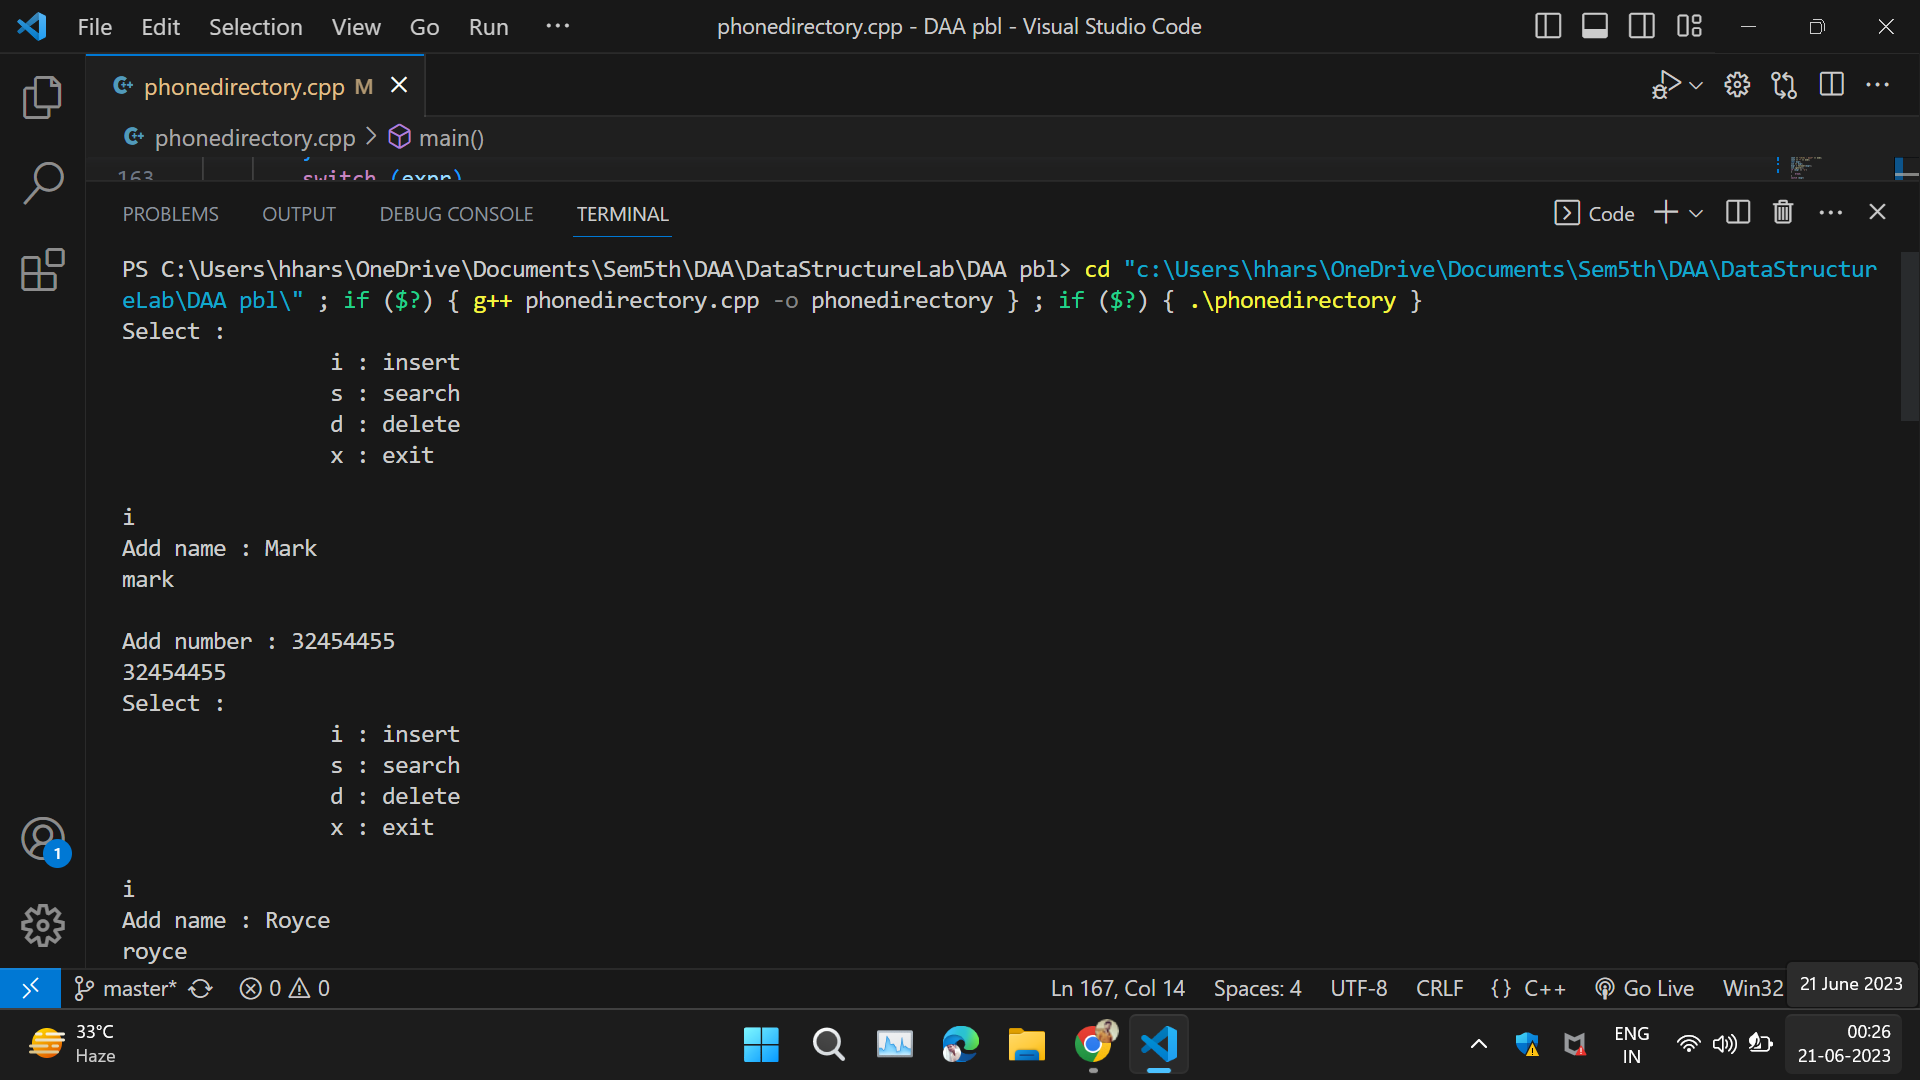 File Edit Selection View Go Run ··· phonedirectory.cpp - DAA pbl - Visual Studio Code
phonedirectory.cpp M
phonedirectory.cpp > main()
163 switch (expr)
PROBLEMS OUTPUT DEBUG CONSOLE TERMINAL Code
PS C:\Users\hhars\OneDrive\Documents\Sem5th\DAA\DataStructureLab\DAA pbl> cd "c:\Users\hhars\OneDrive\Documents\Sem5th\DAA\DataStructur
eLab\DAA pbl\" ; if ($?) { g++ phonedirectory.cpp -o phonedirectory } ; if ($?) { .\phonedirectory }
Select :
i : insert
s : search
d : delete
x : exit
i
Add name : Mark
mark
Add number : 32454455
32454455
Select :
i : insert
s : search
d : delete
x : exit
i
Add name : Royce
royce
1
master* 0 0 Ln 167, Col 14 Spaces: 4 UTF-8 CRLF {} C++ Go Live Win32 21 June 2023
33°C
Haze
ENG
IN
00:26
21-06-2023